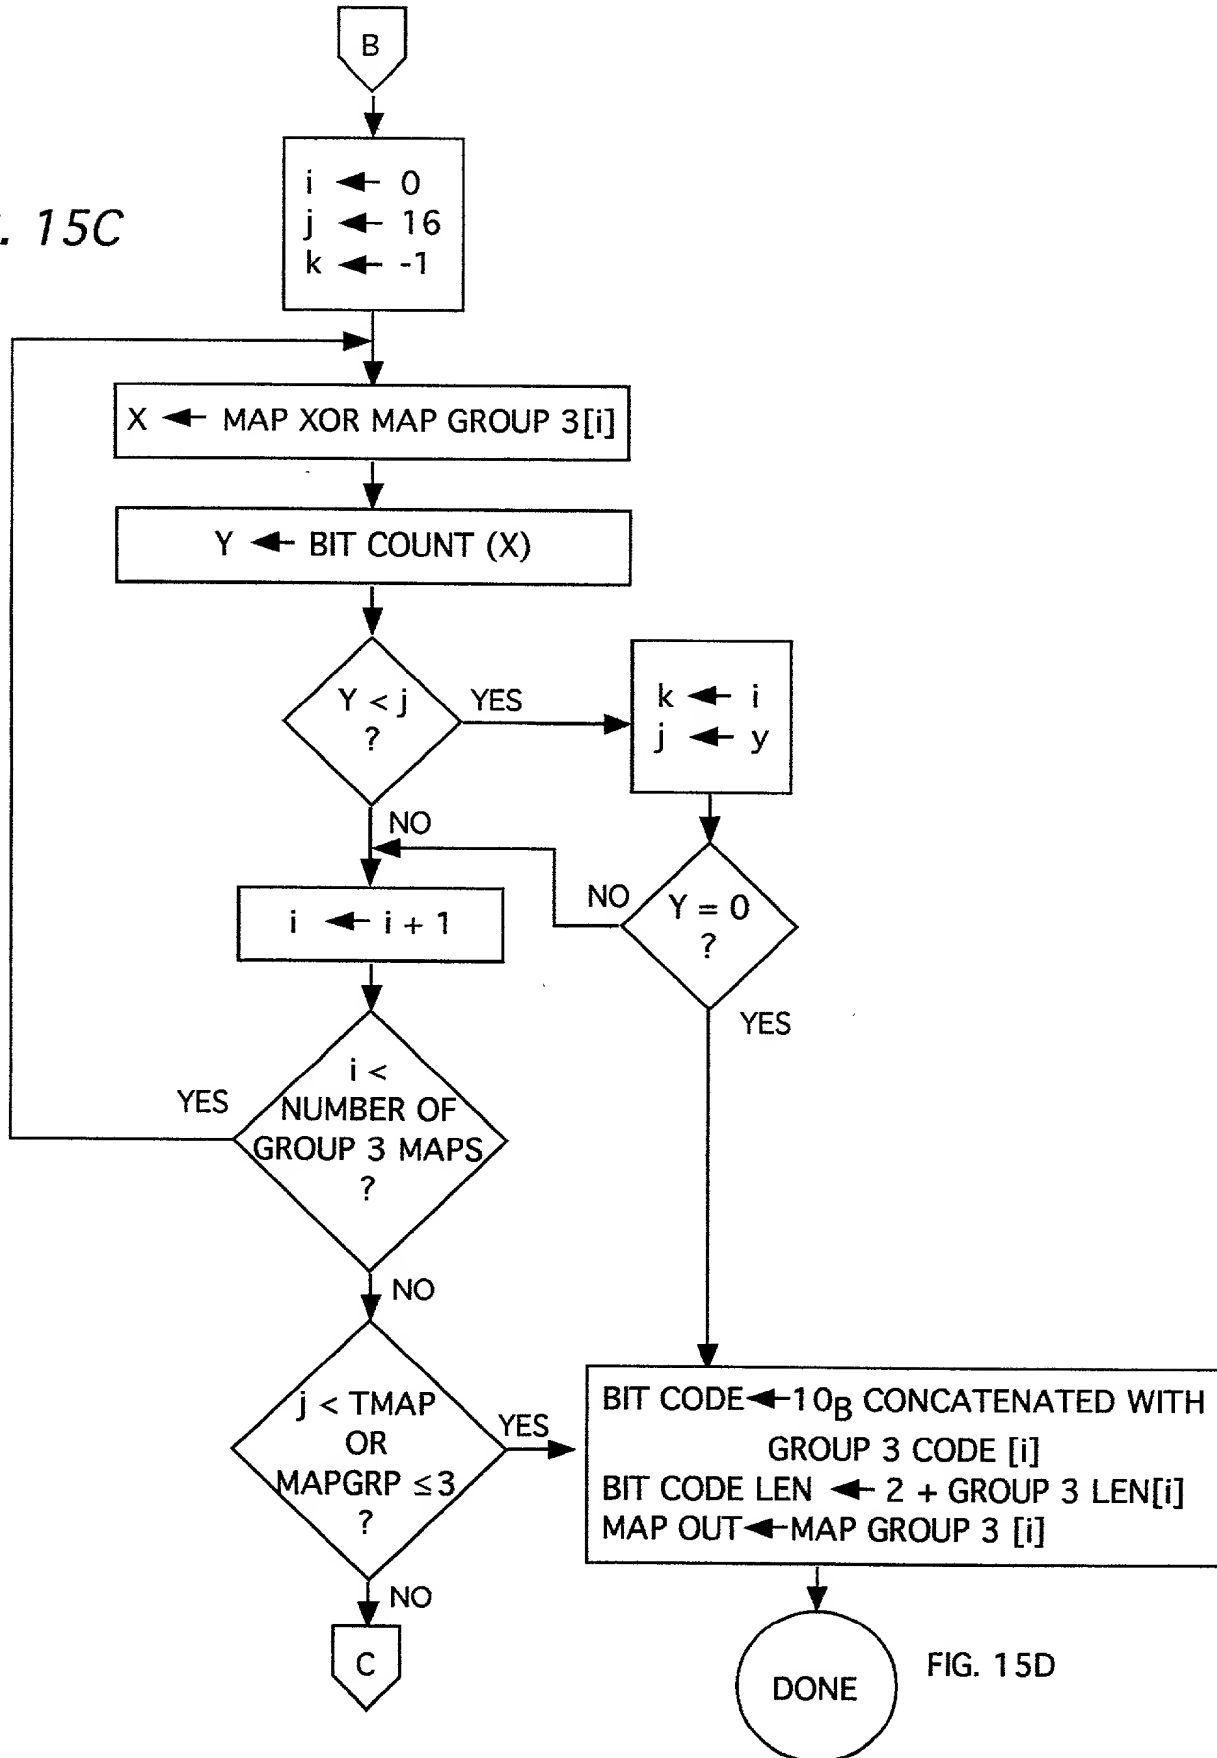 B
i ← 0
j ← 16
k ← -1
. 15C
X ← MAP XOR MAP GROUP 3[i]
Y ← BIT COUNT (X)
Y < j
?
YES
k ← i
j ← y
NO
i ← i + 1
NO
Y = 0
?
YES
YES
i <
NUMBER OF
GROUP 3 MAPS
?
NO
j < TMAP
OR
MAPGRP ≤3
?
YES
BIT CODE←10B CONCATENATED WITH
GROUP 3 CODE [i]
BIT CODE LEN ← 2 + GROUP 3 LEN[i]
MAP OUT←MAP GROUP 3 [i]
NO
C
DONE
FIG. 15D